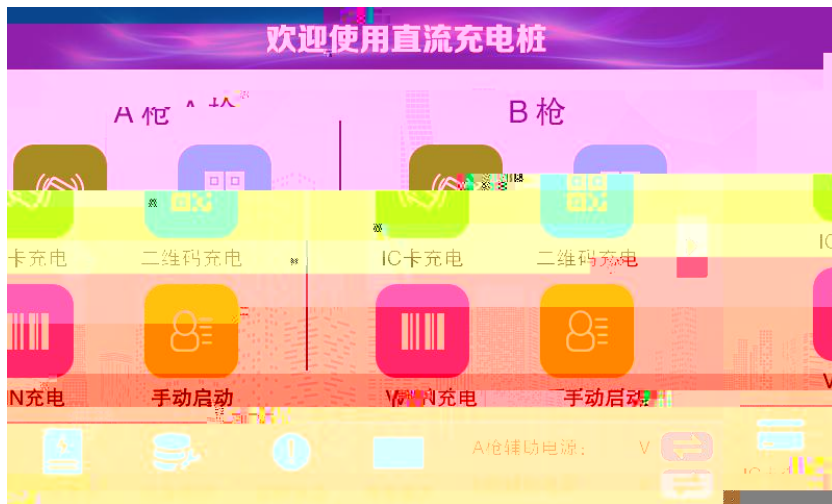 欢迎使用直流充电桩
A枪
B枪
卡充电 二维码充电 IC卡充电 二维码充电 IC
N充电 手动启动 V N充电 手动启动 V
A枪辅助电源： V